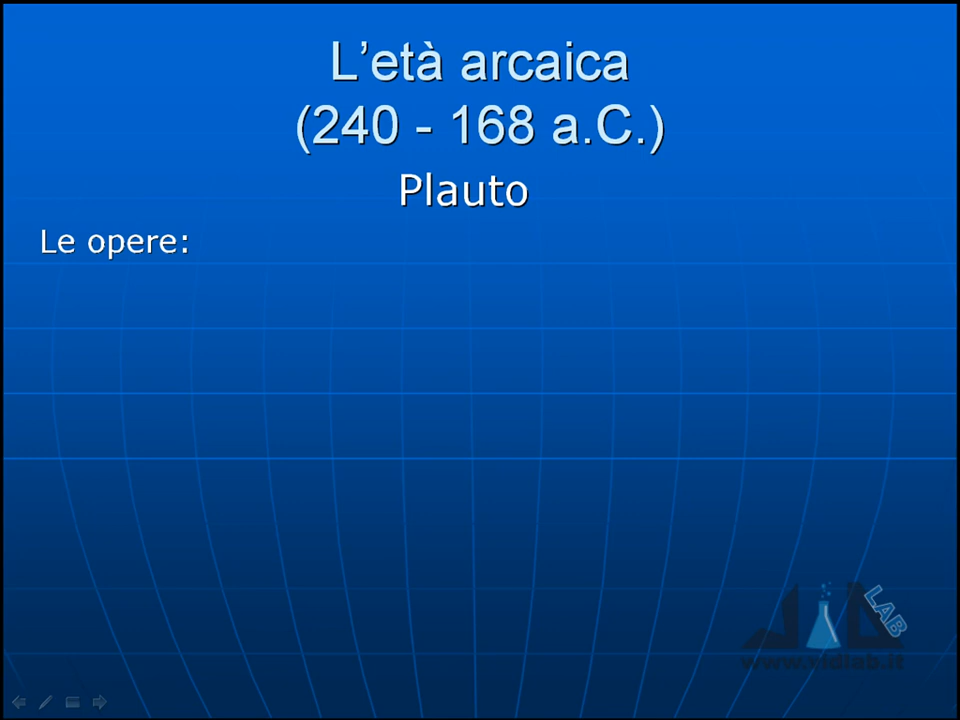 L’età arcaica
(240 - 168 a.C.)
Plauto
Le opere:
LAB
www.vidlab.it